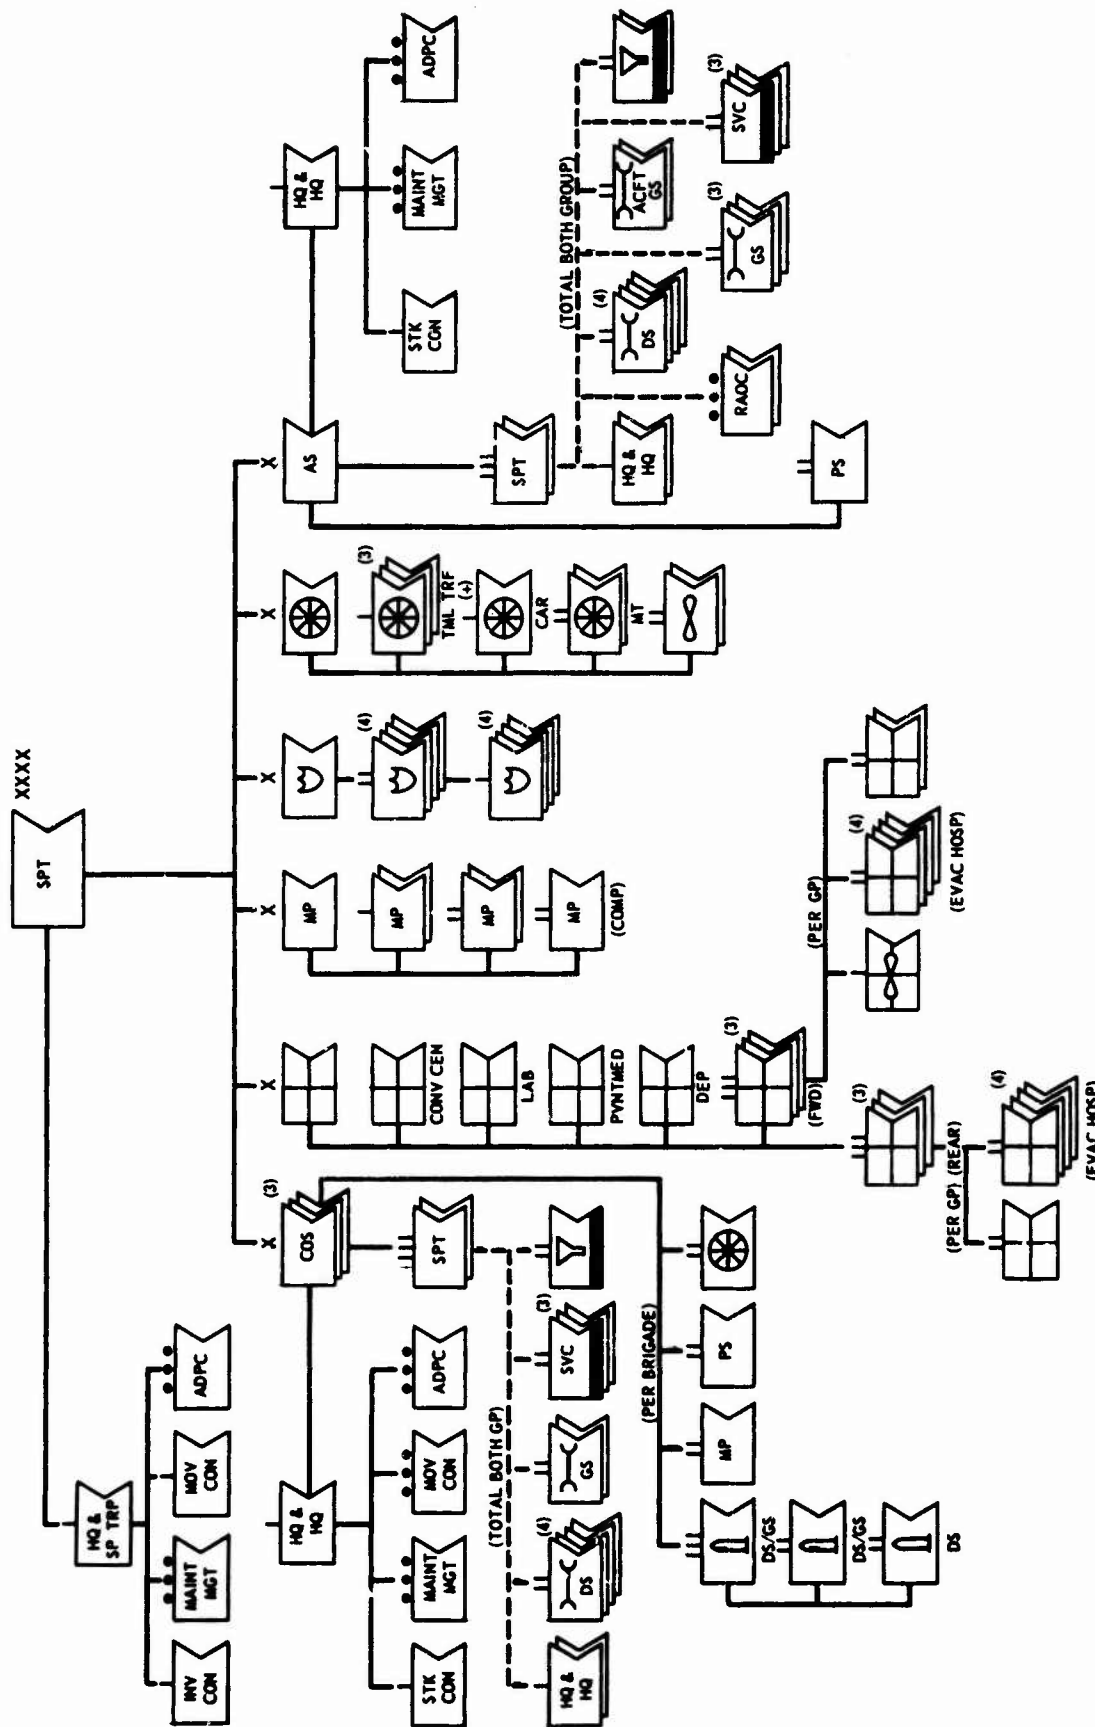 SPT
XXXX
HQ &
SP TRP
INV
CON
MAINT
MGT
MOV
CON
ADPC
X
COS
(3)
HQ &
HQ
STK
CON
MAINT
MGT
MOV
CON
ADPC
SPT
(TOTAL BOTH GP)
HQ &
HQ
DS
(4)
GS
SVC
(3)
(PER BRIGADE)
DS/GS
DS/GS
DS
MP
PS
X
CONV CEN
LAB
PVNTMED
DEP
(3)
(FWD)
(PER GP)
(4)
(EVAC HOSP)
(3)
(PER GP) (REAR)
(4)
(EVAC HOSP)
X
MP
MP
MP
MP
(COMP)
X
(4)
(4)
X
(3)
TML TRF
(+)
CAR
MT
X
AS
HQ &
HQ
STK
CON
MAINT
MGT
ADPC
SPT
(TOTAL BOTH GROUP)
HQ &
HQ
RAOC
DS
(4)
GS
(3)
ACFT
GS
SVC
(3)
PS